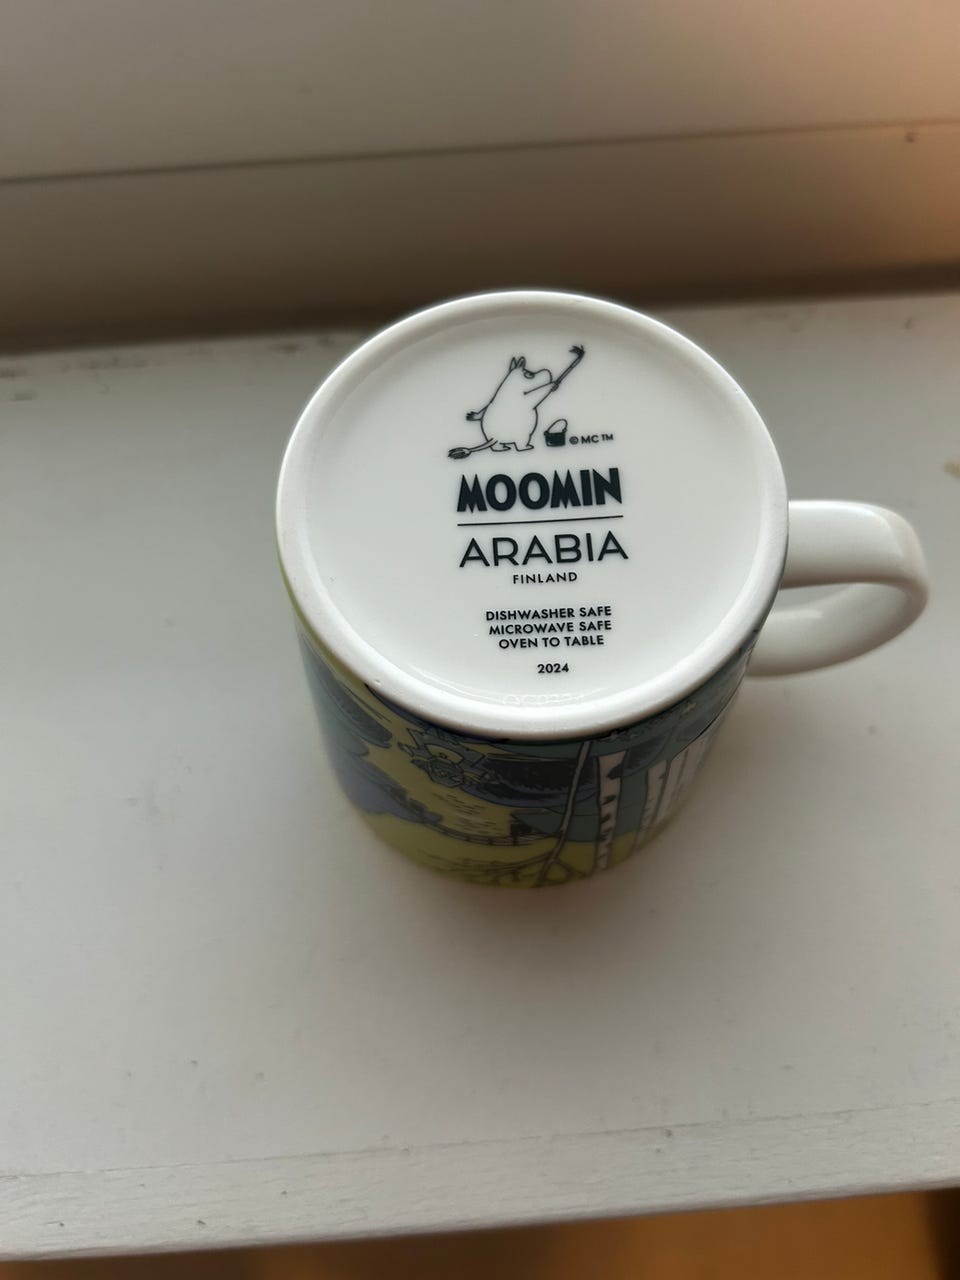 © MC ™
MOOMIN
ARABIA
FINLAND
DISHWASHER SAFE
MICROWAVE SAFE
OVEN TO TABLE
2024